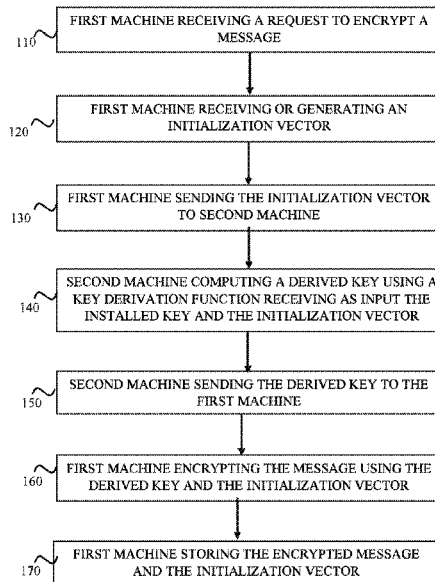 FIRST MACHINE RECEIVING A REQUEST TO ENCRYPT A
MESSAGE
110
FIRST MACHINE RECEIVING OR GENERATING AN
INITIALIZATION VECTOR
120
FIRST MACHINE SENDING THE INITIALIZATION VECTOR
TO SECOND MACHINE
130
SECOND MACHINE COMPUTING A DERIVED KEY USING A
KEY DERIVATION FUNCTION RECEIVING AS INPUT THE
INSTALLED KEY AND THE INITIALIZATION VECTOR
140
SECOND MACHINE SENDING THE DERIVED KEY TO THE
FIRST MACHINE
150
FIRST MACHINE ENCRYPTING THE MESSAGE USING THE
DERIVED KEY AND THE INITIALIZATION VECTOR
160
FIRST MACHINE STORING THE ENCRYPTED MESSAGE
AND THE INITIALIZATION VECTOR
170